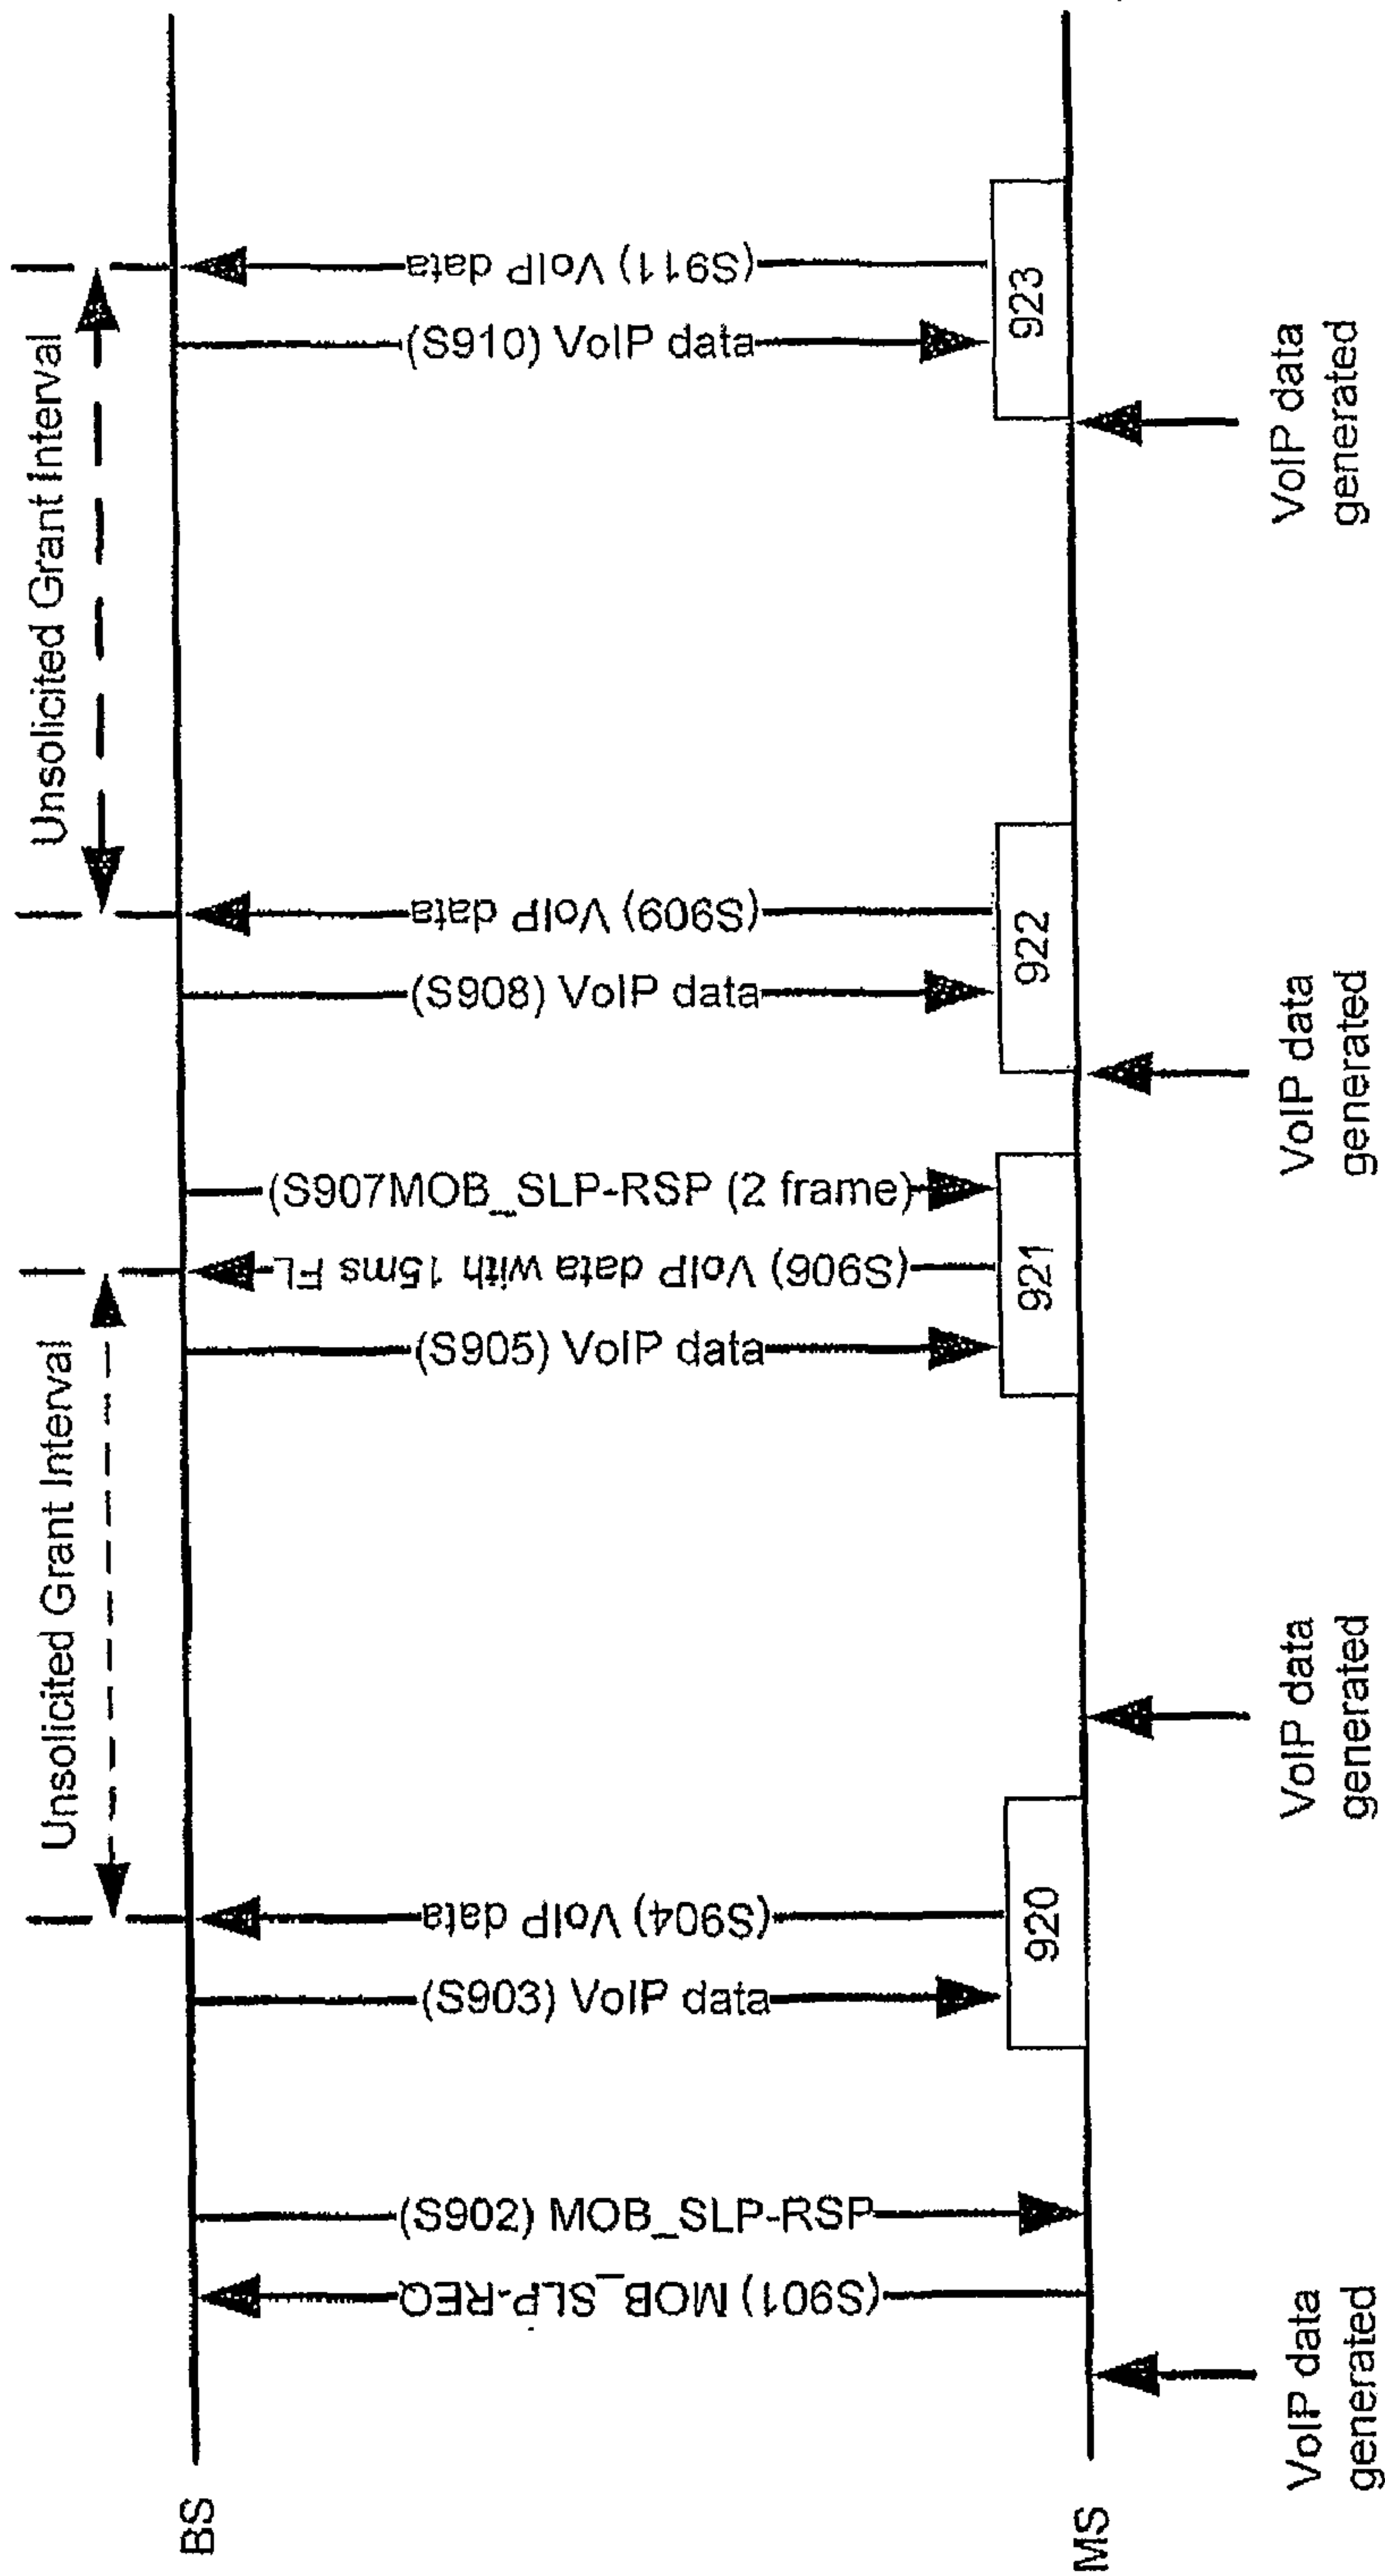 Unsolicited Grant Interval
Unsolicited Grant Interval
BS
(S901) MOB_SLP-REQ
(S902) MOB_SLP-RSP
(S903) VoIP data
(S904) VoIP data
(S905) VoIP data
(S906) VoIP data with 15ms FL
(S907MOB_SLP-RSP (2 frame)
(S908) VoIP data
(S909) VoIP data
(S910) VoIP data
(S911) VoIP data
920
921
922
923
MS
VoIP data
generated
VoIP data
generated
VoIP data
generated
VoIP data
generated